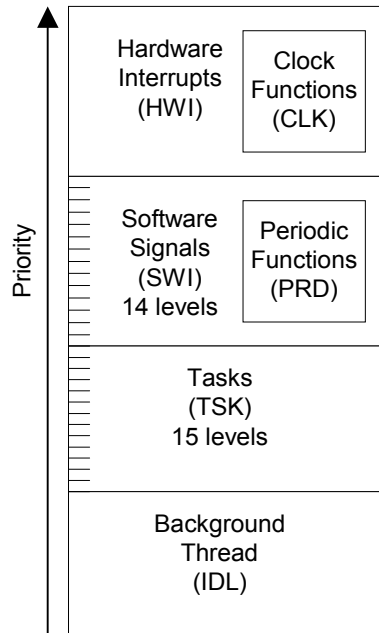 Priority
Hardware
Interrupts
(HWI)
Clock
Functions
(CLK)
Software
Signals
(SWI)
14 levels
Periodic
Functions
(PRD)
Tasks
(TSK)
15 levels
Background
Thread
(IDL)